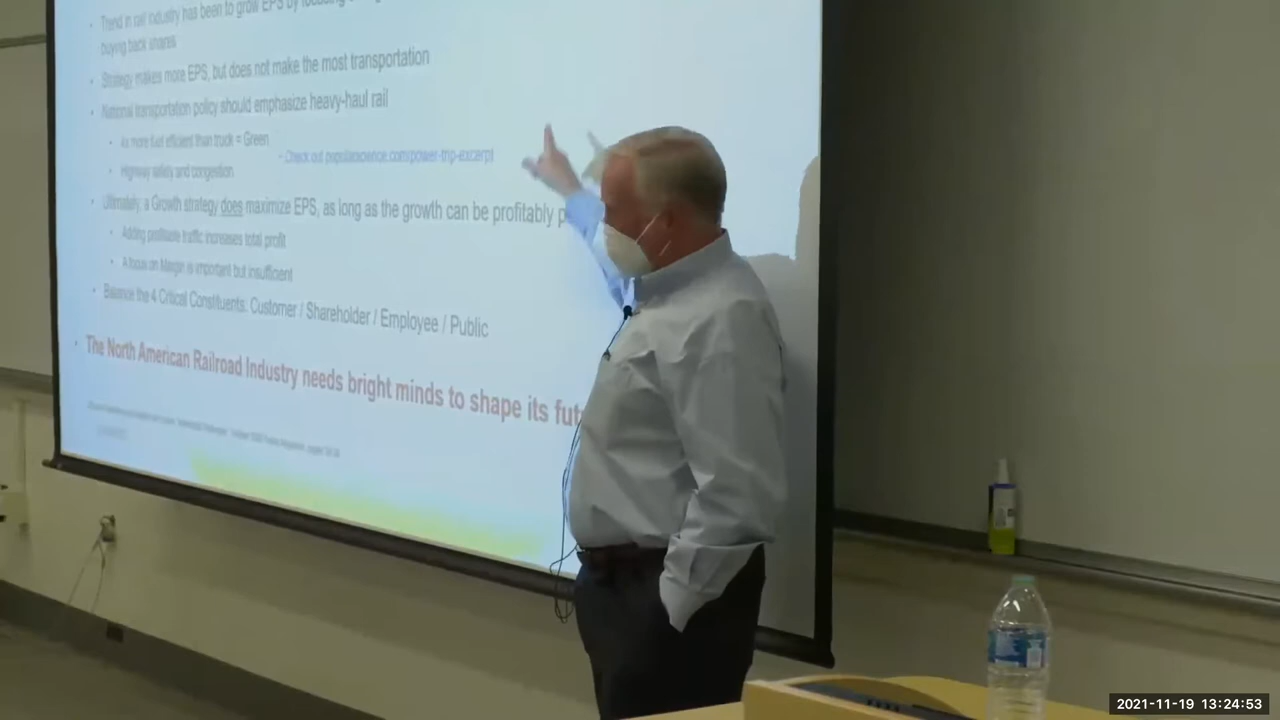 Trend in rail industry has been to grow EPS by focusing
buying back shares
Strategy makes more EPS, but does not make the most transportation
National transportation policy should emphasize heavy-haul rail
4x more fuel efficient than truck = Green
- Check out popularscience.com/power-trip-excerpt
Highway safety and congestion
Ultimately, a Growth strategy does maximize EPS, as long as the growth can be profitably
Adding profitable traffic increases total profit
A focus on Margin is important but insufficient
Balance the 4 Critical Constituents: Customer / Shareholder / Employee / Public
The North American Railroad Industry needs bright minds to shape its
2021-11-19 13:24:53